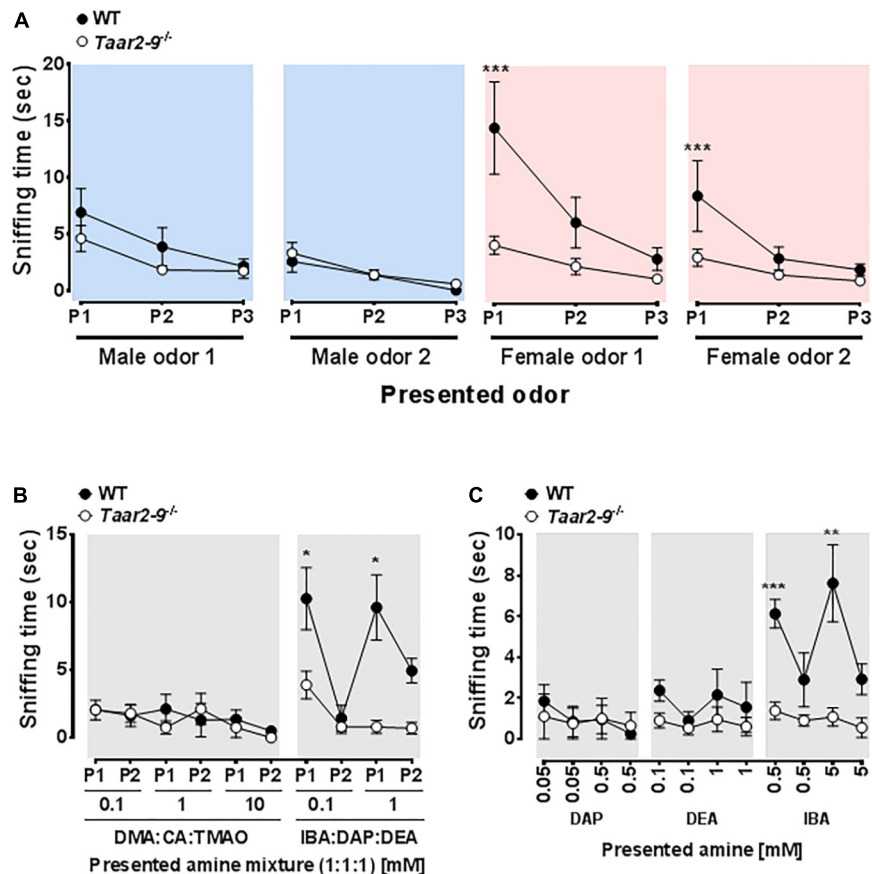 A
WT
Taar2-9-/-
Sniffing time (sec)
20
15
10
5
0
***
***
P1 P2 P3 P1 P2 P3 P1 P2 P3 P1 P2 P3
Male odor 1 Male odor 2 Female odor 1 Female odor 2
Presented odor
B
WT
Taar2-9-/-
Sniffing time (sec)
15
10
5
0
* *
P1 P2 P1 P2 P1 P2 P1 P2 P1 P2
0.1 1 10 0.1 1
DMA:CA:TMAO IBA:DAP:DEA
Presented amine mixture (1:1:1) [mM]
C
WT
Taar2-9-/-
Sniffing time (sec)
10
8
6
4
2
0
***
**
0.05 0.05 0.5 0.5 0.1 0.1 1 1 0.5 0.5 5 5
DAP DEA IBA
Presented amine [mM]